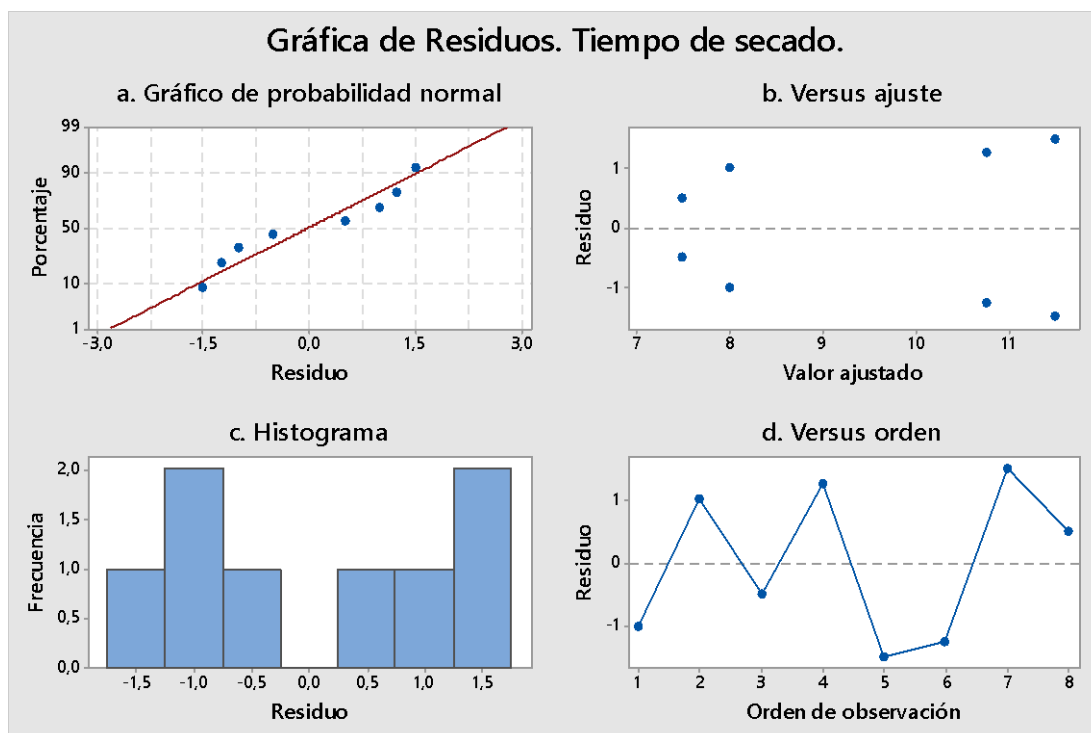 Gráfica de Residuos. Tiempo de secado.
a. Gráfico de probabilidad normal
99
90
50
10
1
Porcentaje
-3,0 -1,5 0,0 1,5 3,0
Residuo
b. Versus ajuste
1
0
-1
Residuo
7 8 9 10 11
Valor ajustado
c. Histograma
2,0
1,5
1,0
0,5
0,0
Frecuencia
-1,5 -1,0 -0,5 0,0 0,5 1,0 1,5
Residuo
d. Versus orden
1
0
-1
Residuo
1 2 3 4 5 6 7 8
Orden de observación